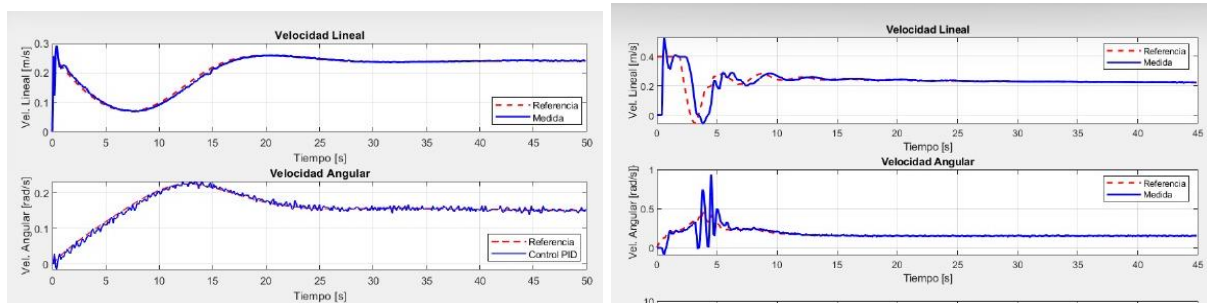 Velocidad Lineal
Vel. Lineal [m/s]
0.3
0.2
0.1
0
Referencia
Medida
0 5 10 15 20 25 30 35 40 45 50
Tiempo [s]
Velocidad Angular
Vel. Angular [rad/s]
0.2
0.1
0
Referencia
Control PID
0 5 10 15 20 25 30 35 40 45 50
Tiempo [s]
Velocidad Lineal
Vel. Lineal [m/s]
0.4
0.2
0
Referencia
Medida
0 5 10 15 20 25 30 35 40 45
Tiempo [s]
Velocidad Angular
Vel. Angular [rad/s]}
1
0.5
0
Referencia
Medida
0 5 10 15 20 25 30 35 40 45
Tiempo [s]
10